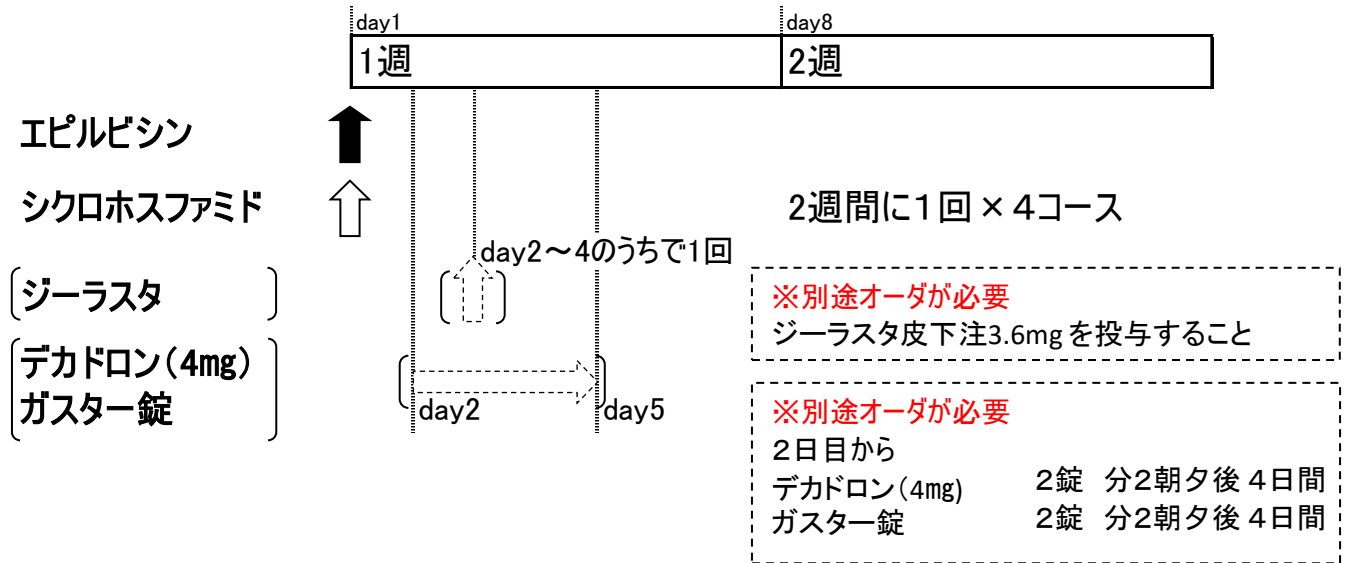 day1
day8
1週
2週
エピルビシン
シクロホスファミド
2週間に1回×4コース
day2～4のうちで1回
ジーラスタ
※別途オーダが必要
ジーラスタ皮下注3.6mgを投与すること
デカドロン(4㎎)
ガスター錠
day2
day5
※別途オーダが必要
2日目から
デカドロン(4㎎) 2錠 分2朝夕後 4日間
ガスター錠 2錠 分2朝夕後 4日間